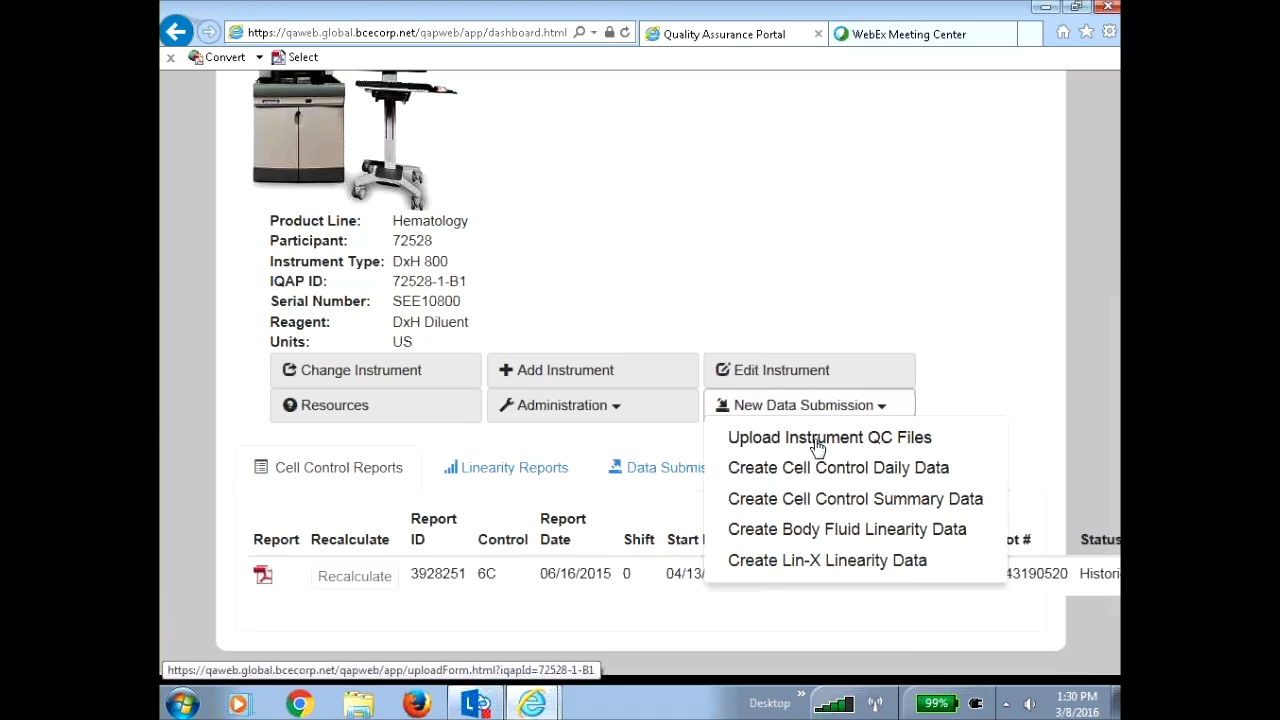 https://qaweb.global.bcecorp.net/qapweb/app/dashboard.html
Quality Assurance Portal
WebEx Meeting Center
Convert
Select
Product Line: Hematology
Participant: 72528
Instrument Type: DxH 800
IQAP ID: 72528-1-B1
Serial Number: SEE10800
Reagent: DxH Diluent
Units: US
Change Instrument
Add Instrument
Edit Instrument
Resources
Administration
New Data Submission
Upload Instrument QC Files
Create Cell Control Daily Data
Create Cell Control Summary Data
Create Body Fluid Linearity Data
Create Lin-X Linearity Data
Cell Control Reports
Linearity Reports
Data Submis
Report Recalculate Report ID Control Report Date Shift Start ot # Status
Recalculate 3928251 6C 06/16/2015 0 04/13/ 43190520 Histori
https://qaweb.global.bcecorp.net/qapweb/app/uploadForm.html?iqapId=72528-1-B1
Desktop
99%
1:30 PM
3/8/2016